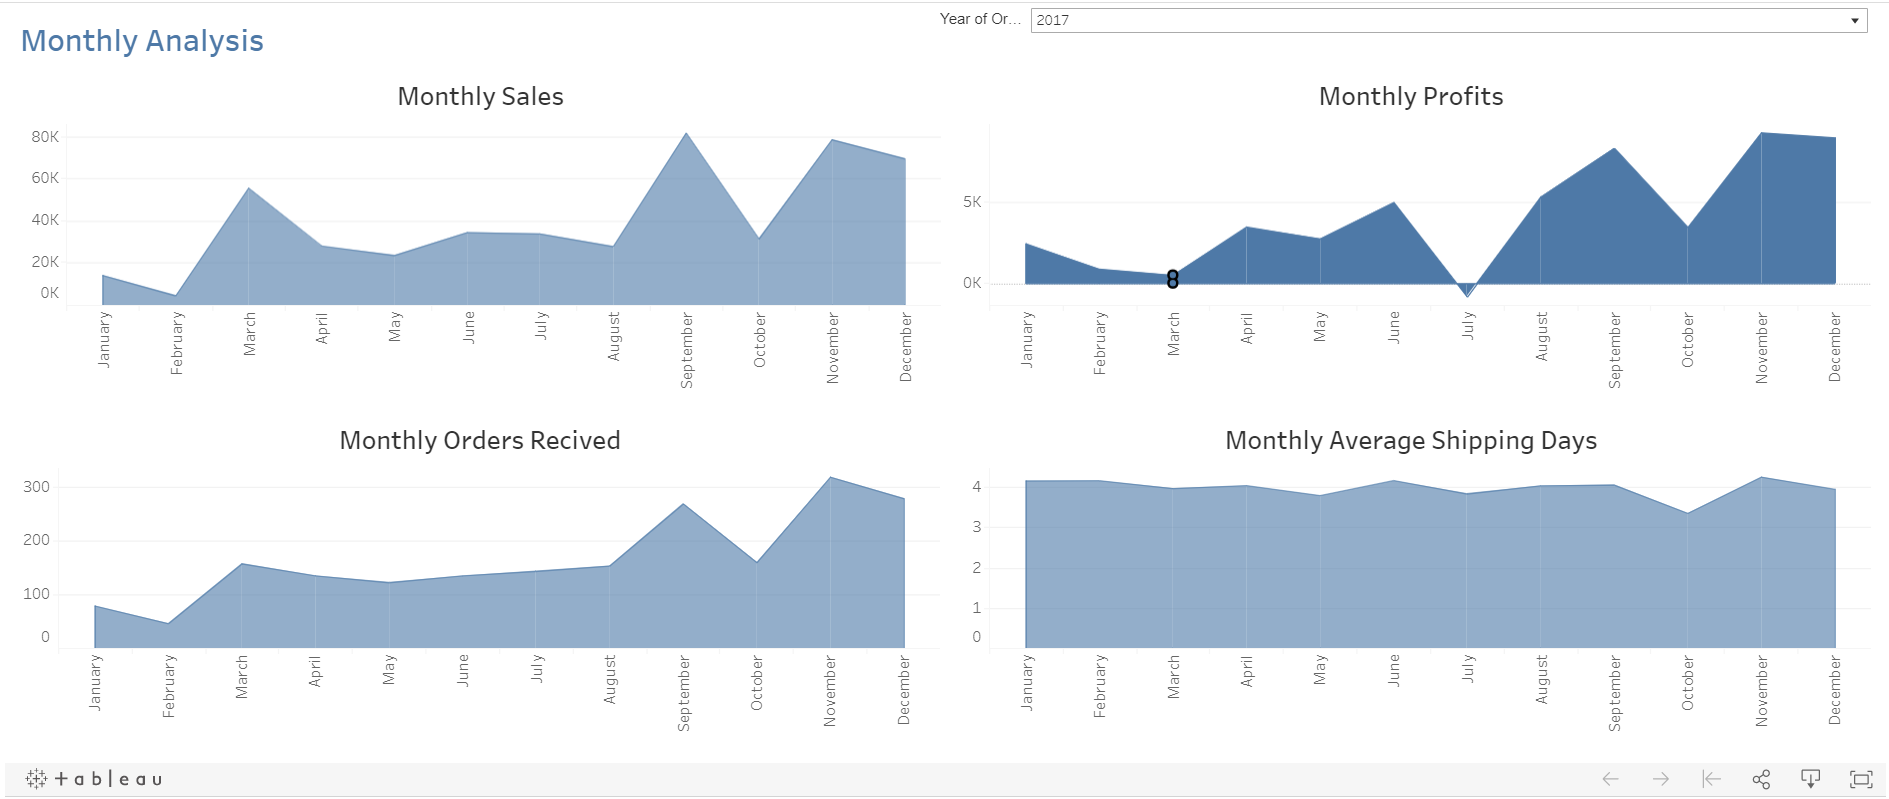 Year of Or... 2017
Monthly Analysis
Monthly Sales
80K
60K
40K
20K
0K
January
February
March
April
May
June
July
August
September
October
November
December
Monthly Profits
5K
0K
January
February
March
April
May
June
July
August
September
October
November
December
Monthly Orders Recived
300
200
100
0
January
February
March
April
May
June
July
August
September
October
November
December
Monthly Average Shipping Days
4
3
2
1
0
January
February
March
April
May
June
July
August
September
October
November
December
+ a b l e a u